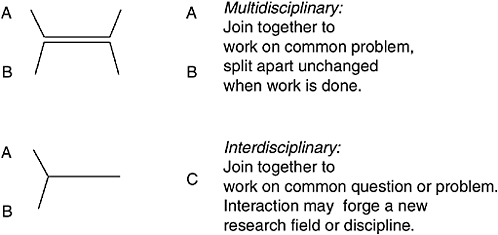 A A Multidisciplinary:
Join together to
work on common problem,
B B split apart unchanged
when work is done.
A Interdisciplinary:
Join together to
C work on common question or problem.
B Interaction may forge a new
research field or discipline.